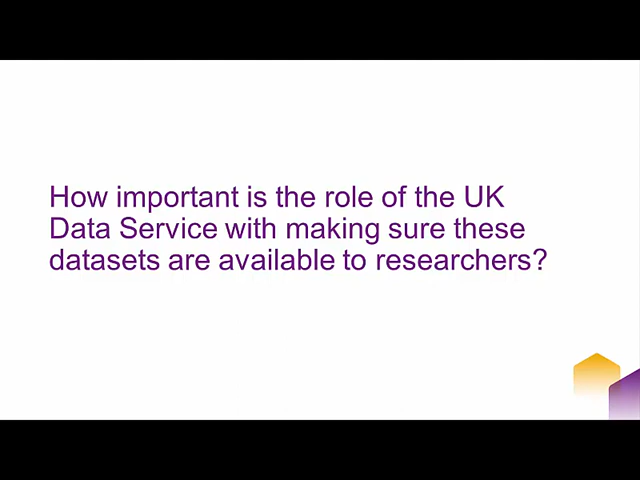 How important is the role of the UK
Data Service with making sure these
datasets are available to researchers?